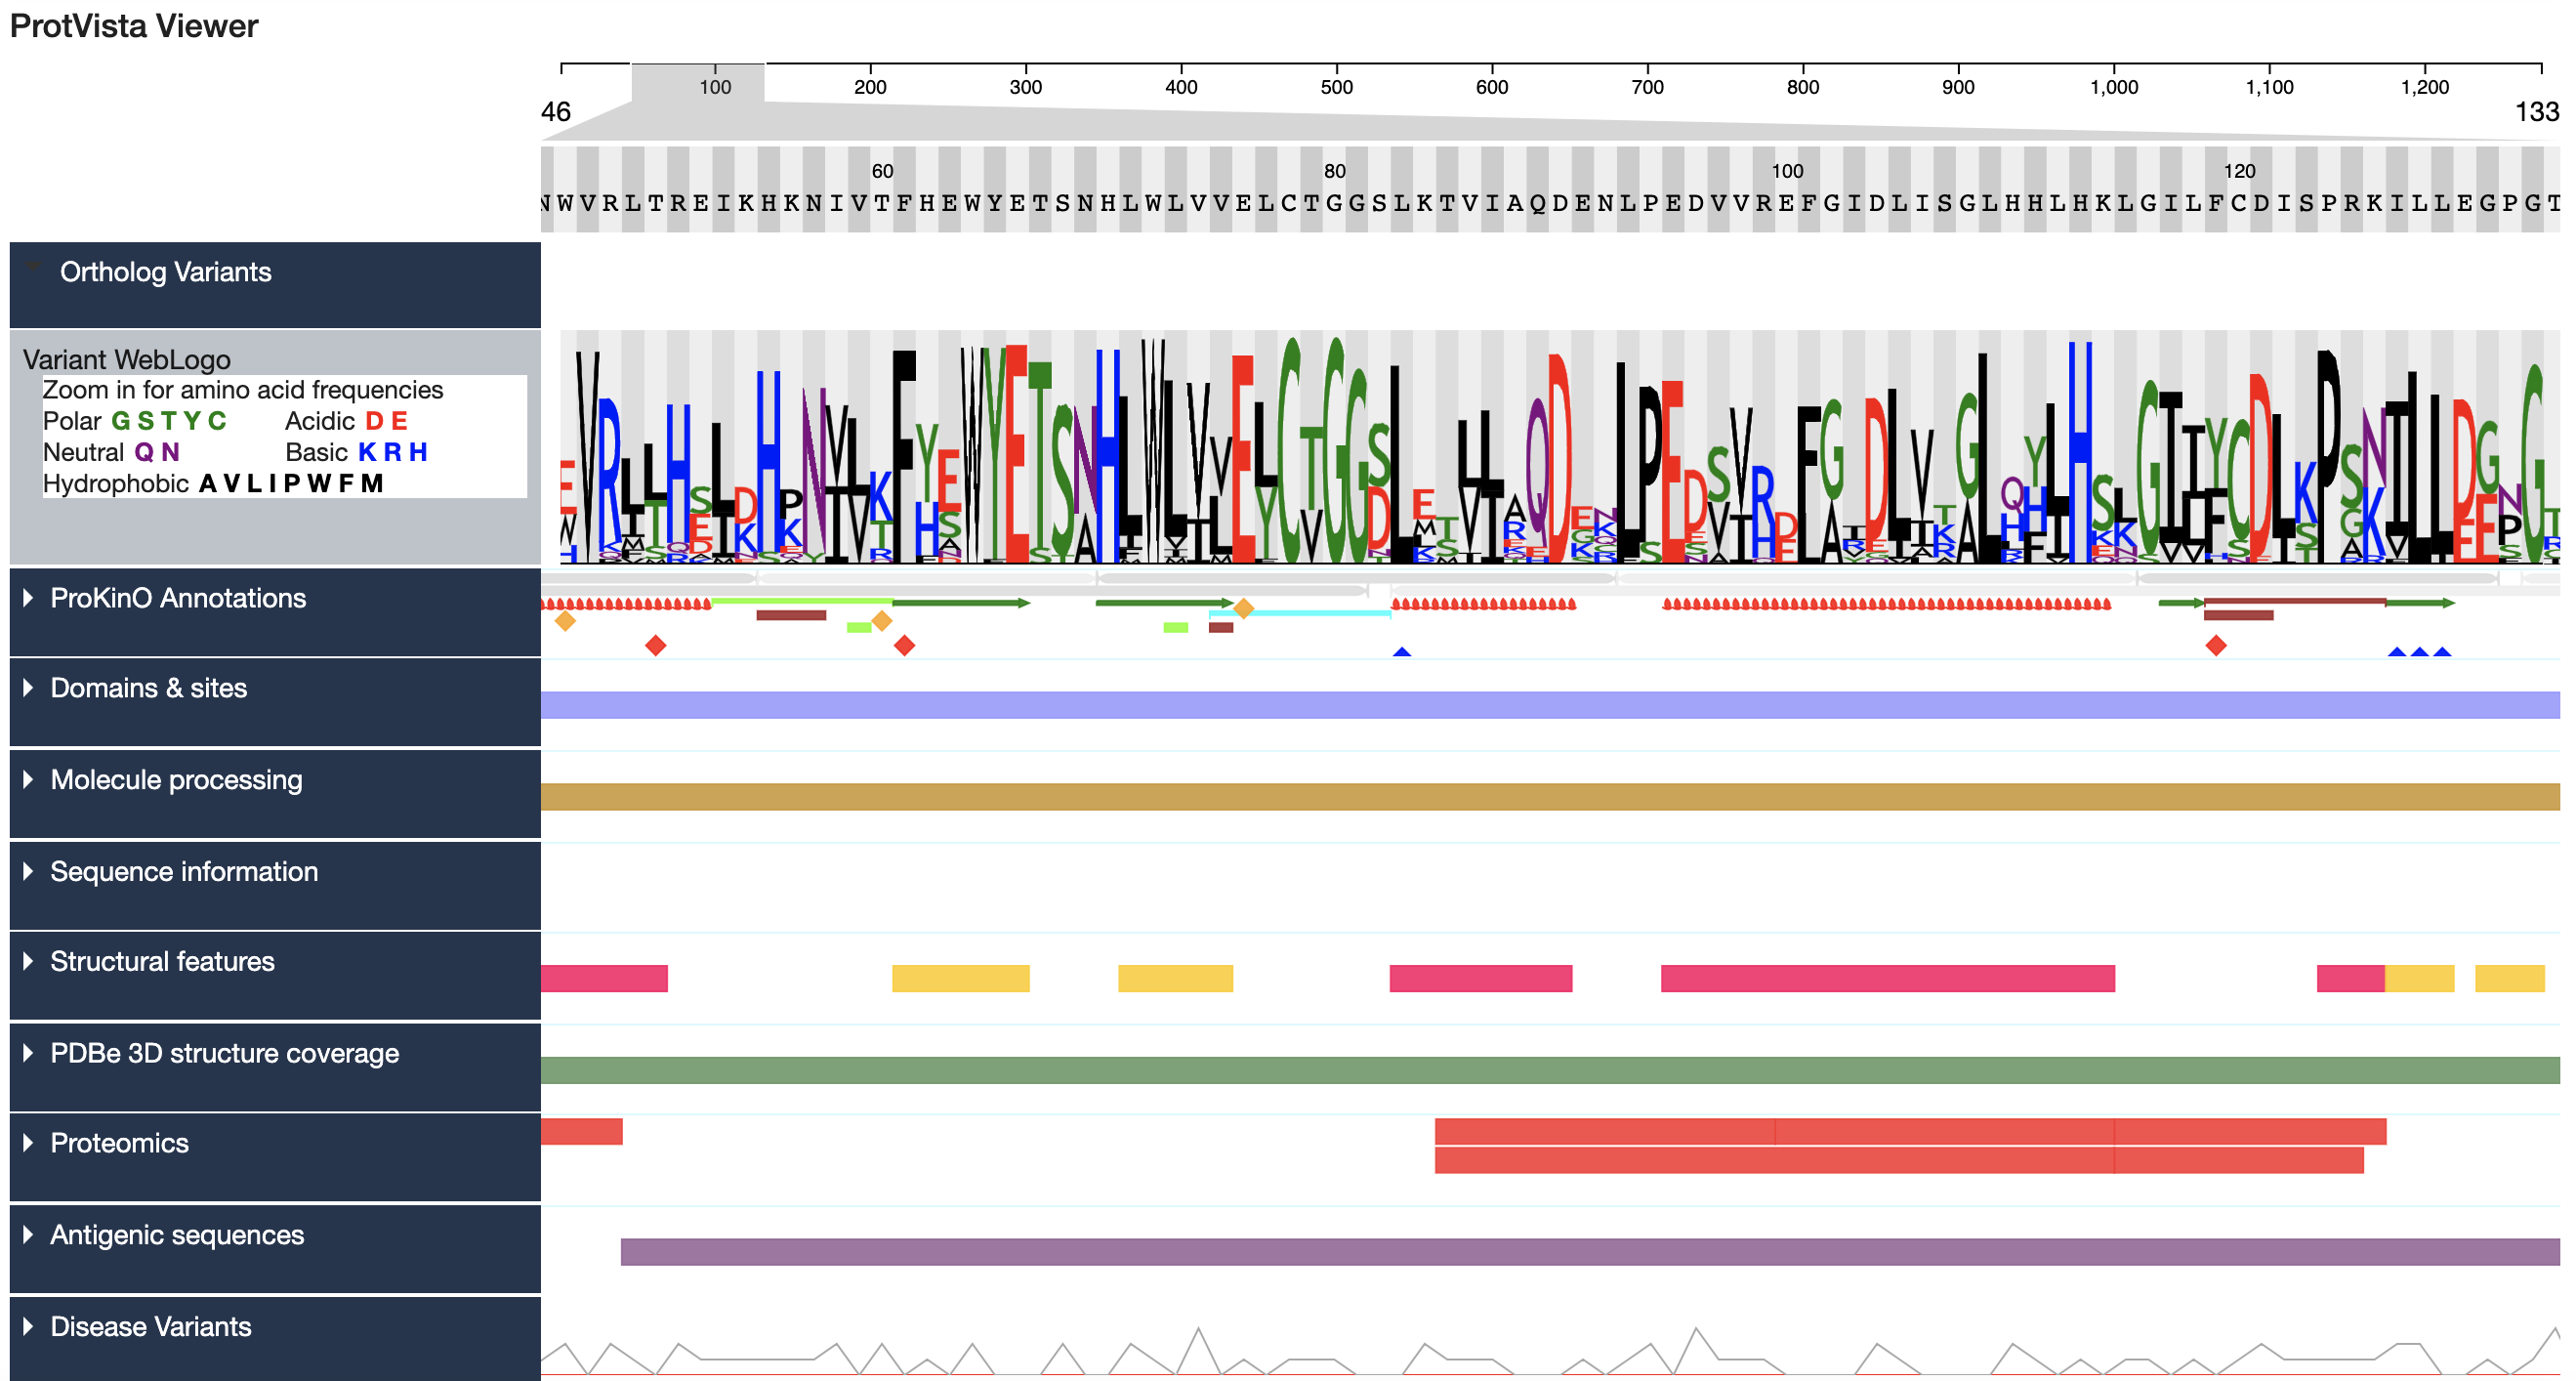 ProtVista Viewer
100 200 300 400 500 600 700 800 900 1,000 1,100 1,200
46 133
60 80 100 120
N W V R L T R E I K H K N I V T F H E W Y E T S N H L W L V V E L C T G G S L K T V I A Q D E N L P E D V V R E F G I D L I S G L H H L H K L G I L F C D I S P R K I L L E G P G T
Ortholog Variants
Variant WebLogo
Zoom in for amino acid frequencies
Polar G S T Y C Acidic D E
Neutral Q N Basic K R H
Hydrophobic A V L I P W F M
ProKinO Annotations
Domains & sites
Molecule processing
Sequence information
Structural features
PDBe 3D structure coverage
Proteomics
Antigenic sequences
Disease Variants